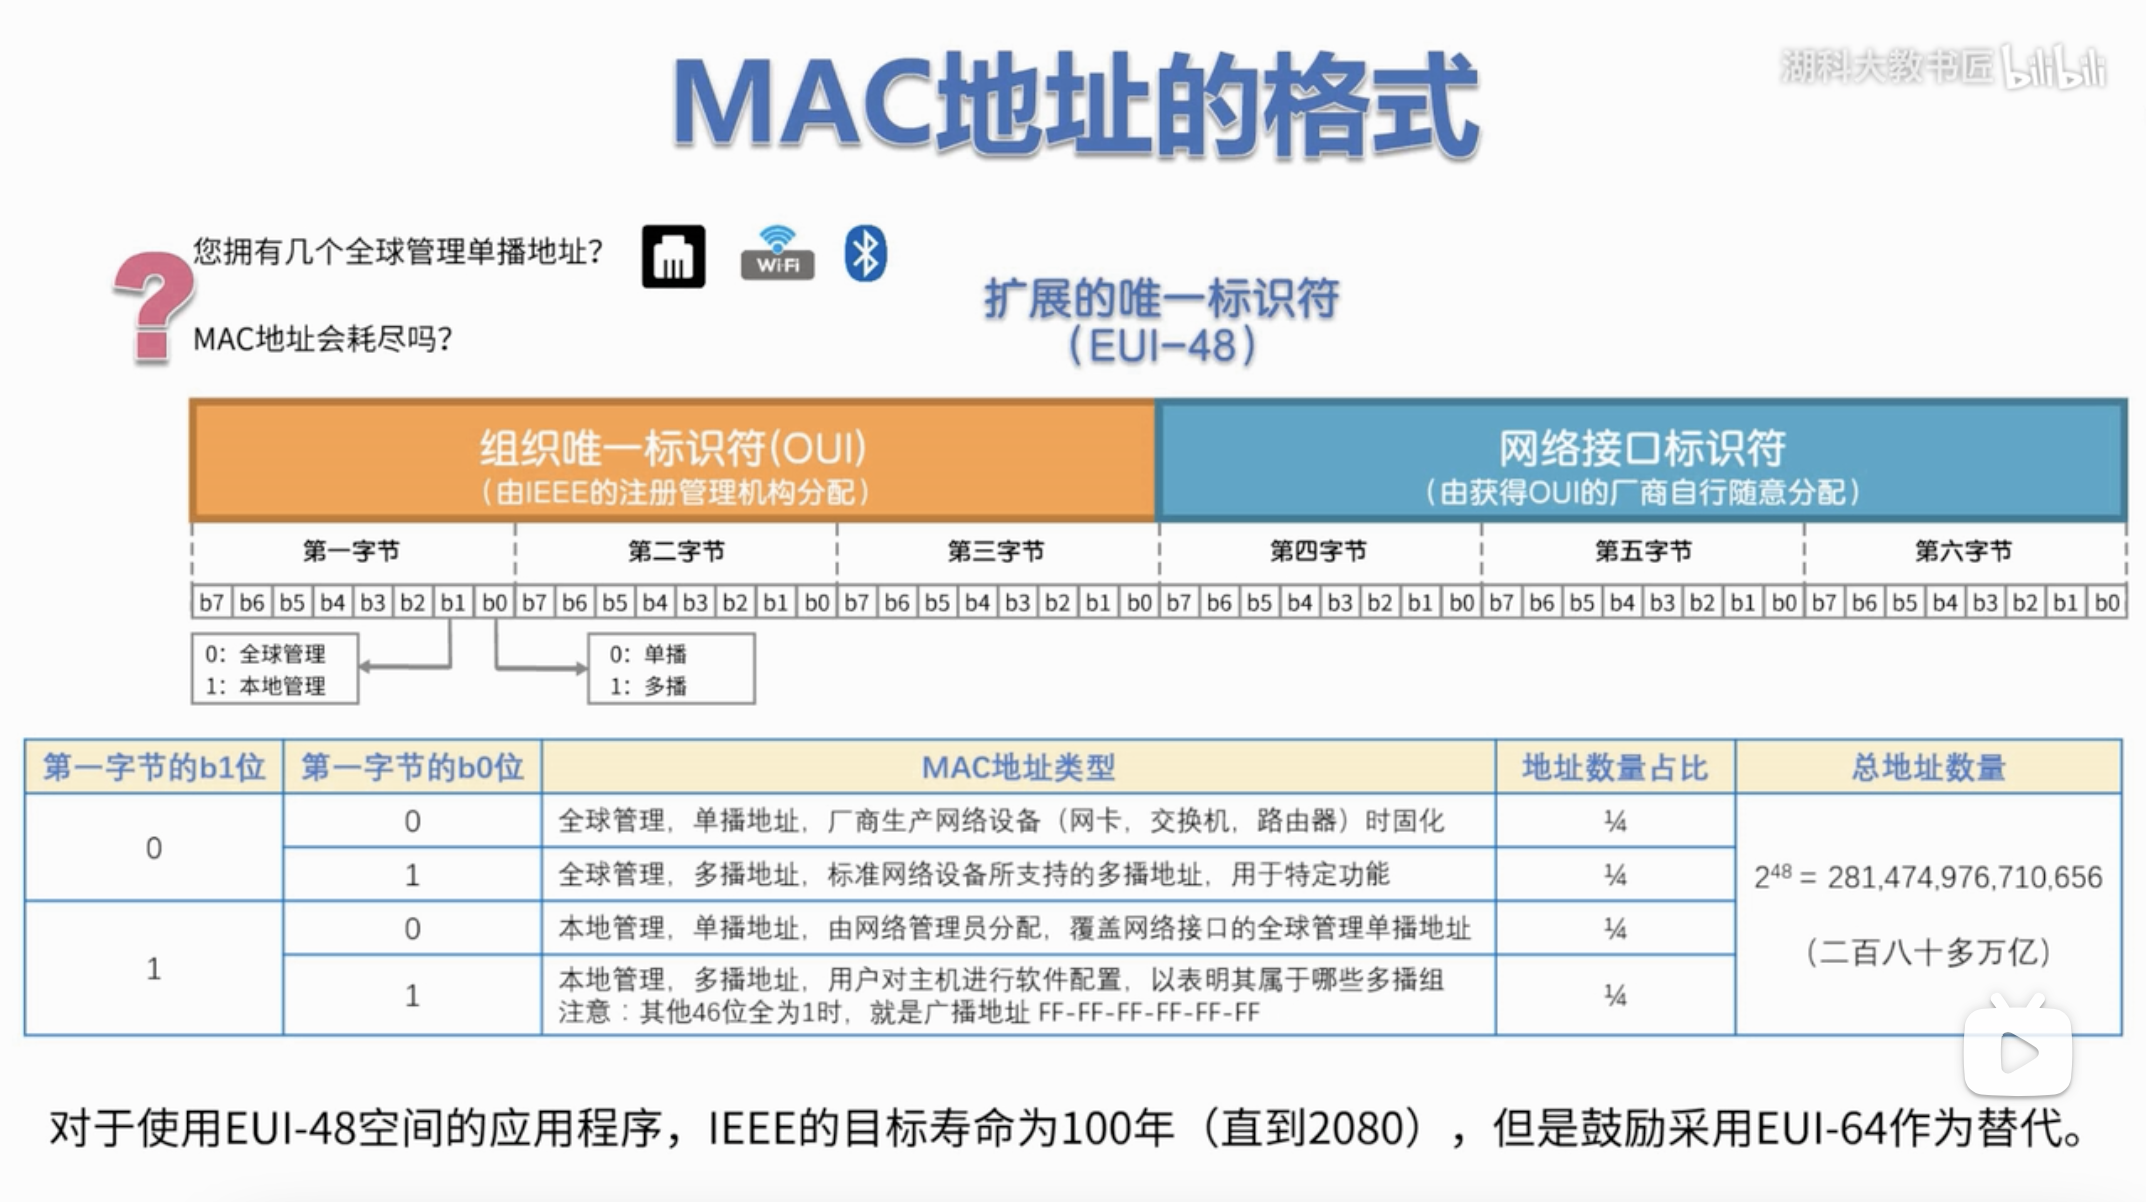 MAC地址的格式
湖科大教书匠 bilibili
您拥有几个全球管理单播地址？
WiFi
MAC地址会耗尽吗？
扩展的唯一标识符
（EUI-48）
组织唯一标识符(OUI)
（由IEEE的注册管理机构分配）
网络接口标识符
（由获得OUI的厂商自行随意分配）
第一字节 第二字节 第三字节 第四字节 第五字节 第六字节
b7 b6 b5 b4 b3 b2 b1 b0 b7 b6 b5 b4 b3 b2 b1 b0 b7 b6 b5 b4 b3 b2 b1 b0 b7 b6 b5 b4 b3 b2 b1 b0 b7 b6 b5 b4 b3 b2 b1 b0 b7 b6 b5 b4 b3 b2 b1 b0
0：全球管理
1：本地管理
0：单播
1：多播
第一字节的b1位 第一字节的b0位 MAC地址类型 地址数量占比 总地址数量
0
0 全球管理，单播地址，厂商生产网络设备（网卡，交换机，路由器）时固化 ¼
1 全球管理，多播地址，标准网络设备所支持的多播地址，用于特定功能 ¼
1
0 本地管理，单播地址，由网络管理员分配，覆盖网络接口的全球管理单播地址 ¼
1 本地管理，多播地址，用户对主机进行软件配置，以表明其属于哪些多播组
注意：其他46位全为1时，就是广播地址 FF-FF-FF-FF-FF-FF
¼
2⁴⁸ = 281,474,976,710,656
（二百八十多万亿）
对于使用EUI-48空间的应用程序，IEEE的目标寿命为100年（直到2080），但是鼓励采用EUI-64作为替代。